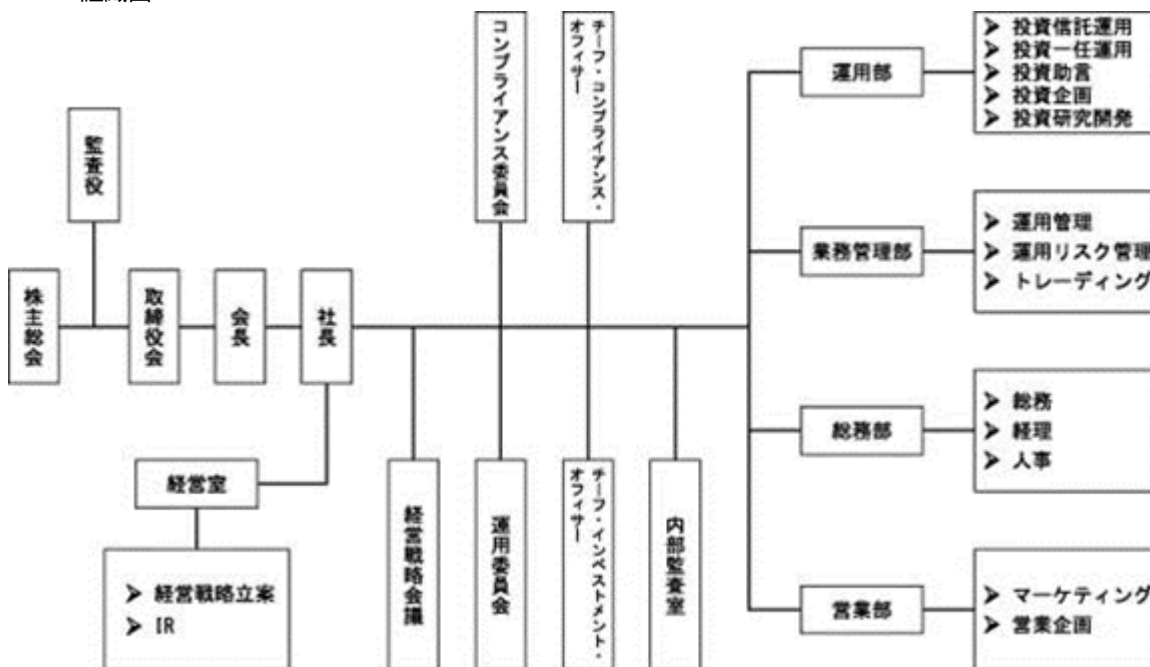 コンプライアンス委員会
チーフ・コンプライアンス・
オフィサー
監査役
株主総会
取締役会
会長
社長
経営室
➢ 経営戦略立案
➢ IR
経営戦略会議
運用委員会
チーフ・インベストメント・
オフィサー
内部監査室
運用部
➢ 投資信託運用
➢ 投資一任運用
➢ 投資助言
➢ 投資企画
➢ 投資研究開発
業務管理部
➢ 運用管理
➢ 運用リスク管理
➢ トレーディング
総務部
➢ 総務
➢ 経理
➢ 人事
営業部
➢ マーケティング
➢ 営業企画